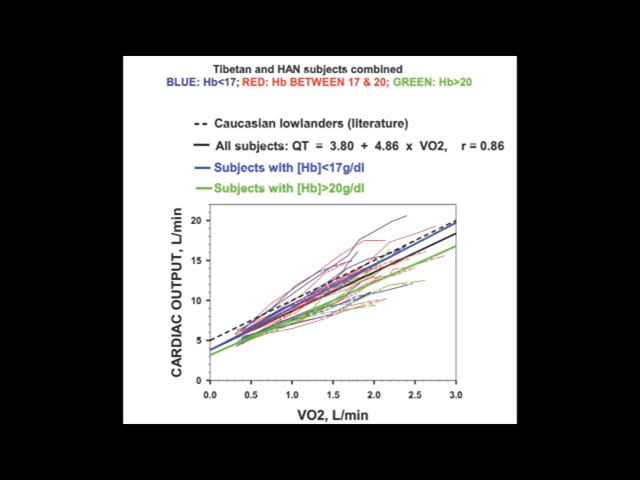 Tibetan and HAN subjects combined
BLUE: Hb<17; RED: Hb BETWEEN 17 & 20; GREEN: Hb>20
Caucasian lowlanders (literature)
All subjects: QT = 3.80 + 4.86 x VO2, r = 0.86
Subjects with [Hb]<17g/dl
Subjects with [Hb]>20g/dl
CARDIAC OUTPUT, L/min
20
15
10
5
0
0.0 0.5 1.0 1.5 2.0 2.5 3.0
VO2, L/min